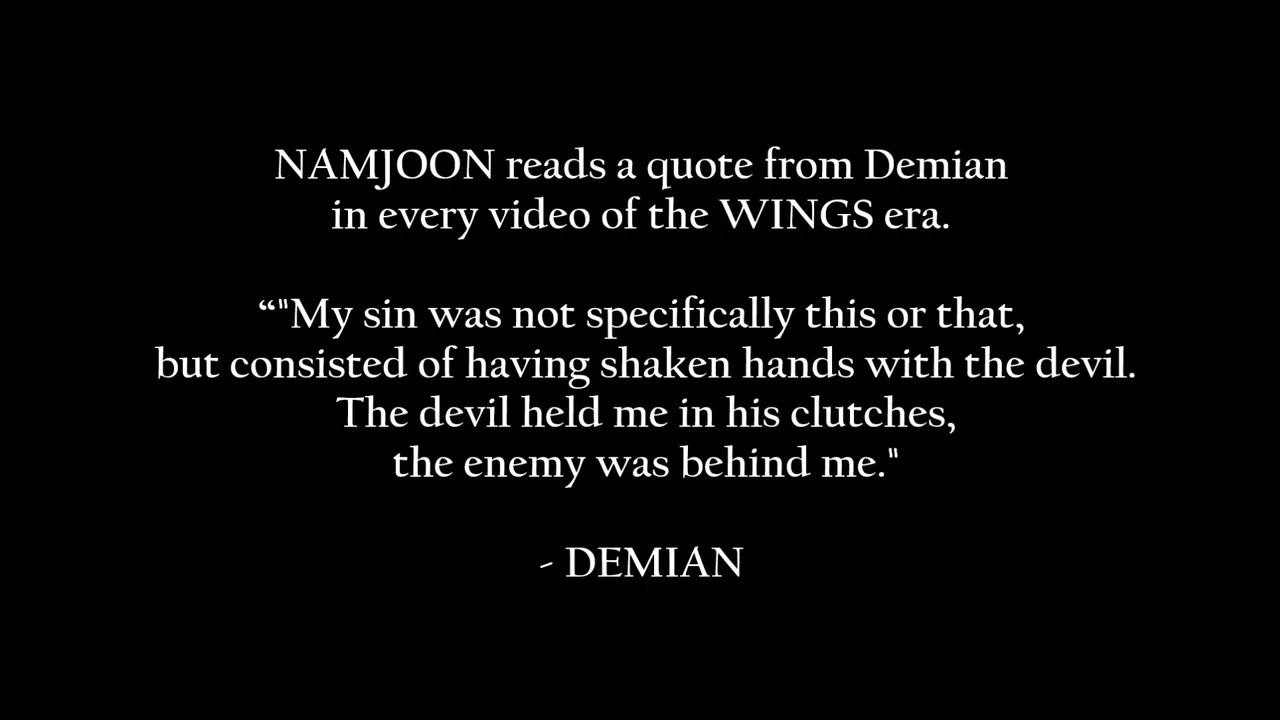 NAMJOON reads a quote from Demian
in every video of the WINGS era.
“"My sin was not specifically this or that,
but consisted of having shaken hands with the devil.
The devil held me in his clutches,
the enemy was behind me."
- DEMIAN